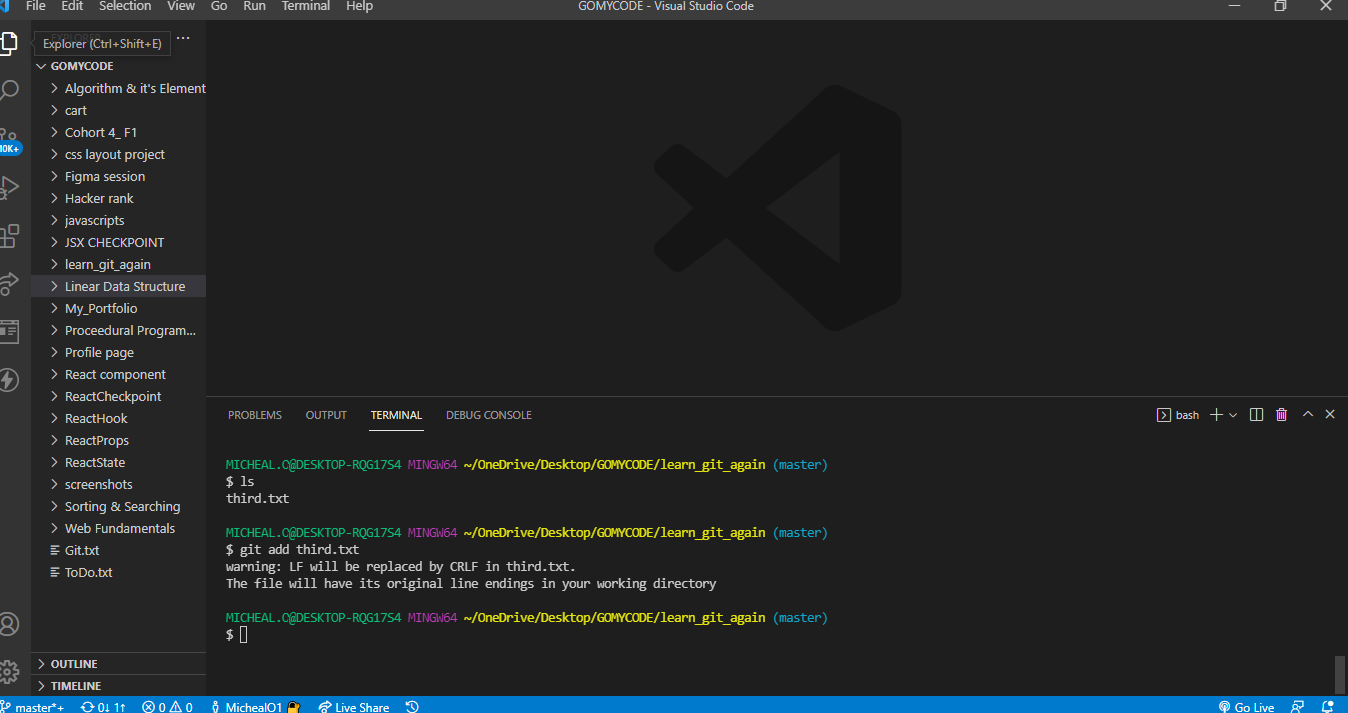 File Edit Selection View Go Run Terminal Help
GOMYCODE - Visual Studio Code
EXPLORER
Explorer (Ctrl+Shift+E)
GOMYCODE
Algorithm & it's Element
cart
Cohort 4_ F1
css layout project
Figma session
Hacker rank
javascripts
JSX CHECKPOINT
learn_git_again
Linear Data Structure
My_Portfolio
Proceedural Program...
Profile page
React component
ReactCheckpoint
ReactHook
ReactProps
ReactState
screenshots
Sorting & Searching
Web Fundamentals
Git.txt
ToDo.txt
OUTLINE
TIMELINE
10K+
PROBLEMS OUTPUT TERMINAL DEBUG CONSOLE
bash
MICHEAL.O@DESKTOP-RQG17S4 MINGW64 ~/OneDrive/Desktop/GOMYCODE/learn_git_again (master)
$ ls
third.txt
MICHEAL.O@DESKTOP-RQG17S4 MINGW64 ~/OneDrive/Desktop/GOMYCODE/learn_git_again (master)
$ git add third.txt
warning: LF will be replaced by CRLF in third.txt.
The file will have its original line endings in your working directory
MICHEAL.O@DESKTOP-RQG17S4 MINGW64 ~/OneDrive/Desktop/GOMYCODE/learn_git_again (master)
$
master*+ 0↓ 1↑ 0 0 MichealO1 Live Share Go Live